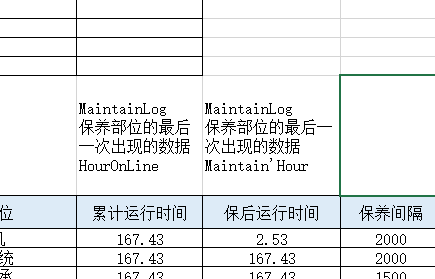 MaintainLog
保养部位的最后
一次出现的数据
HourOnLine
MaintainLog
保养部位的最后一
次出现的数据
Maintain'Hour
位 累计运行时间 保后运行时间 保养间隔
167.43 2.53 2000
统 167.43 167.43 2000
承 167.43 167.43 1500